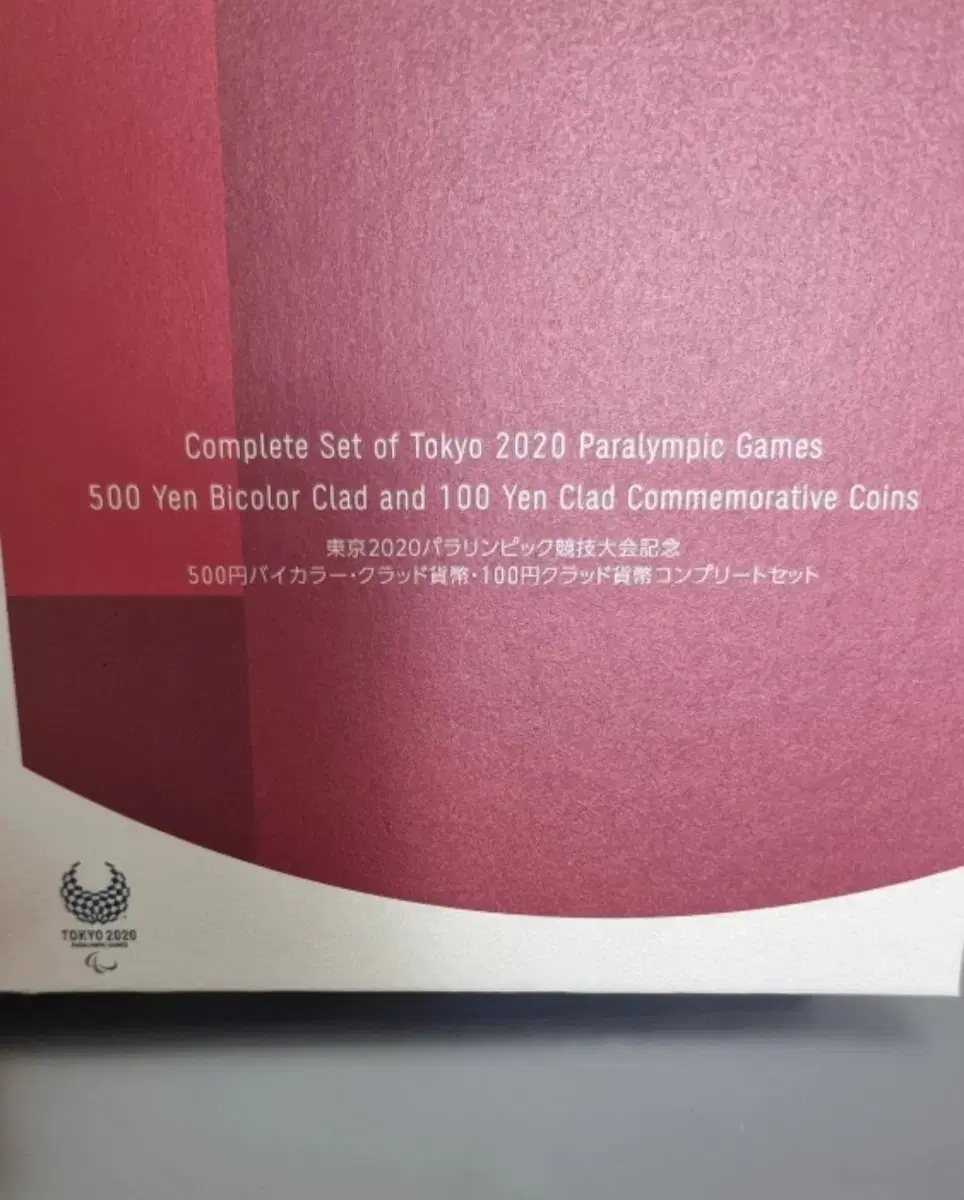 Complete Set of Tokyo 2020 Paralympic Games
500 Yen Bicolor Clad and 100 Yen Clad Commemorative Coins
東京2020パラリンピック競技大会記念
500円バイカラー・クラッド貨幣・100円クラッド貨幣コンプリートセット
TOKYO 2020
PARALYMPIC GAMES